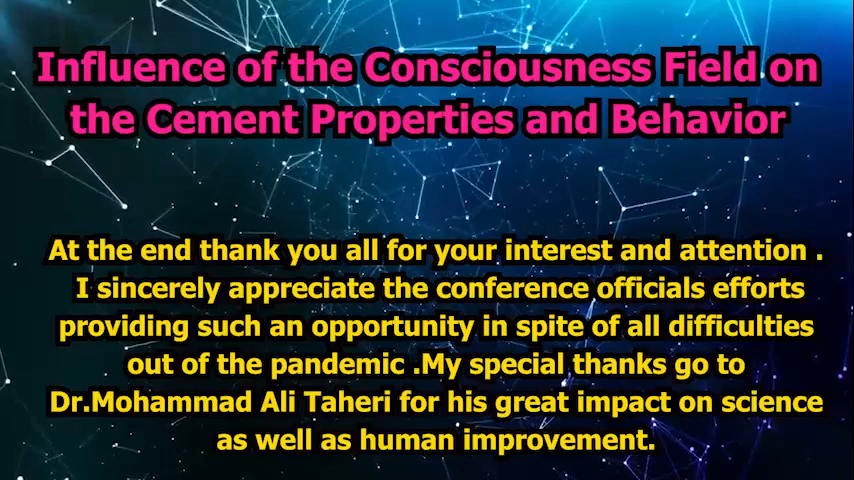 Influence of the Consciousness Field on
the Cement Properties and Behavior
At the end thank you all for your interest and attention .
I sincerely appreciate the conference officials efforts
providing such an opportunity in spite of all difficulties
out of the pandemic .My special thanks go to
Dr.Mohammad Ali Taheri for his great impact on science
as well as human improvement.